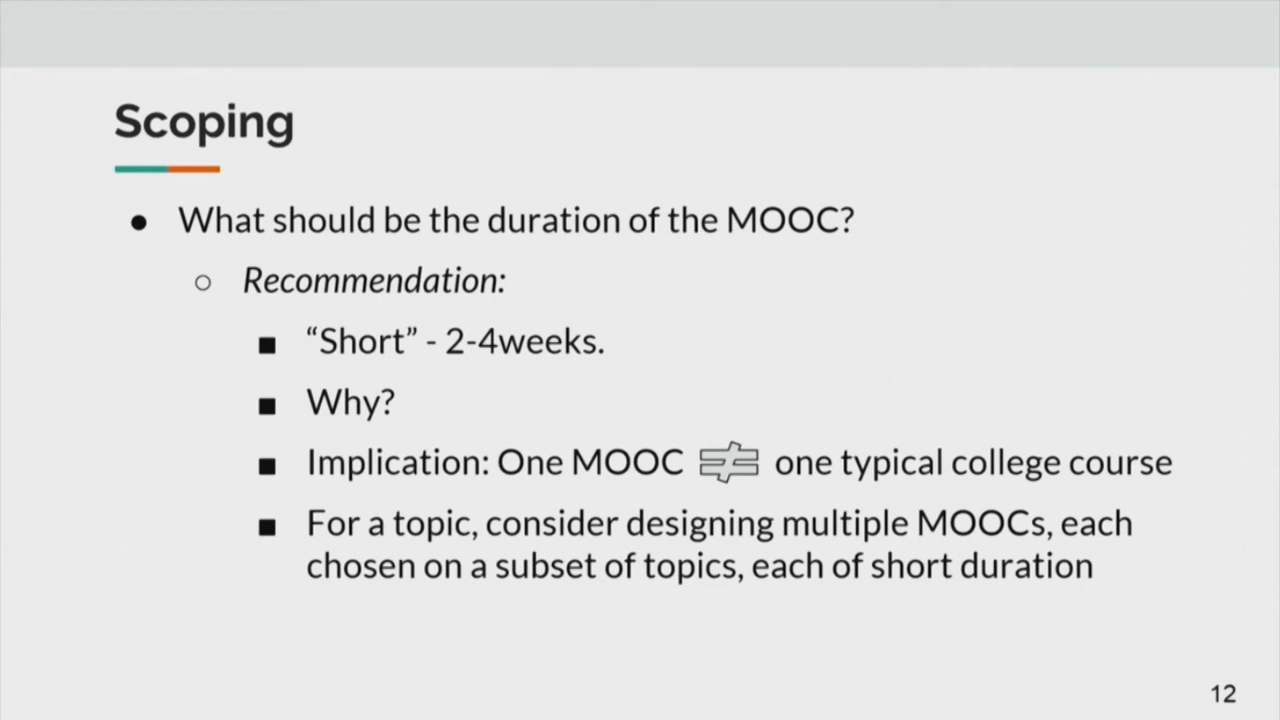 Scoping
● What should be the duration of the MOOC?
○ Recommendation:
■ “Short” - 2-4weeks.
■ Why?
■ Implication: One MOOC ≠ one typical college course
■ For a topic, consider designing multiple MOOCs, each
chosen on a subset of topics, each of short duration
12